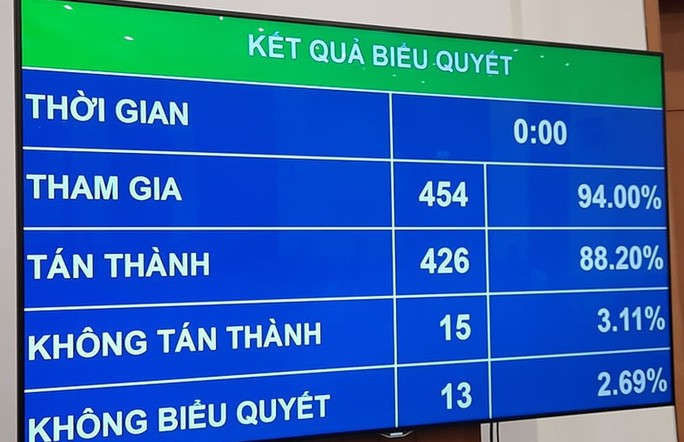 KẾT QUẢ BIỂU QUYẾT
THỜI GIAN 0:00
THAM GIA 454 94.00%
TÁN THÀNH 426 88.20%
KHÔNG TÁN THÀNH 15 3.11%
KHÔNG BIỂU QUYẾT 13 2.69%